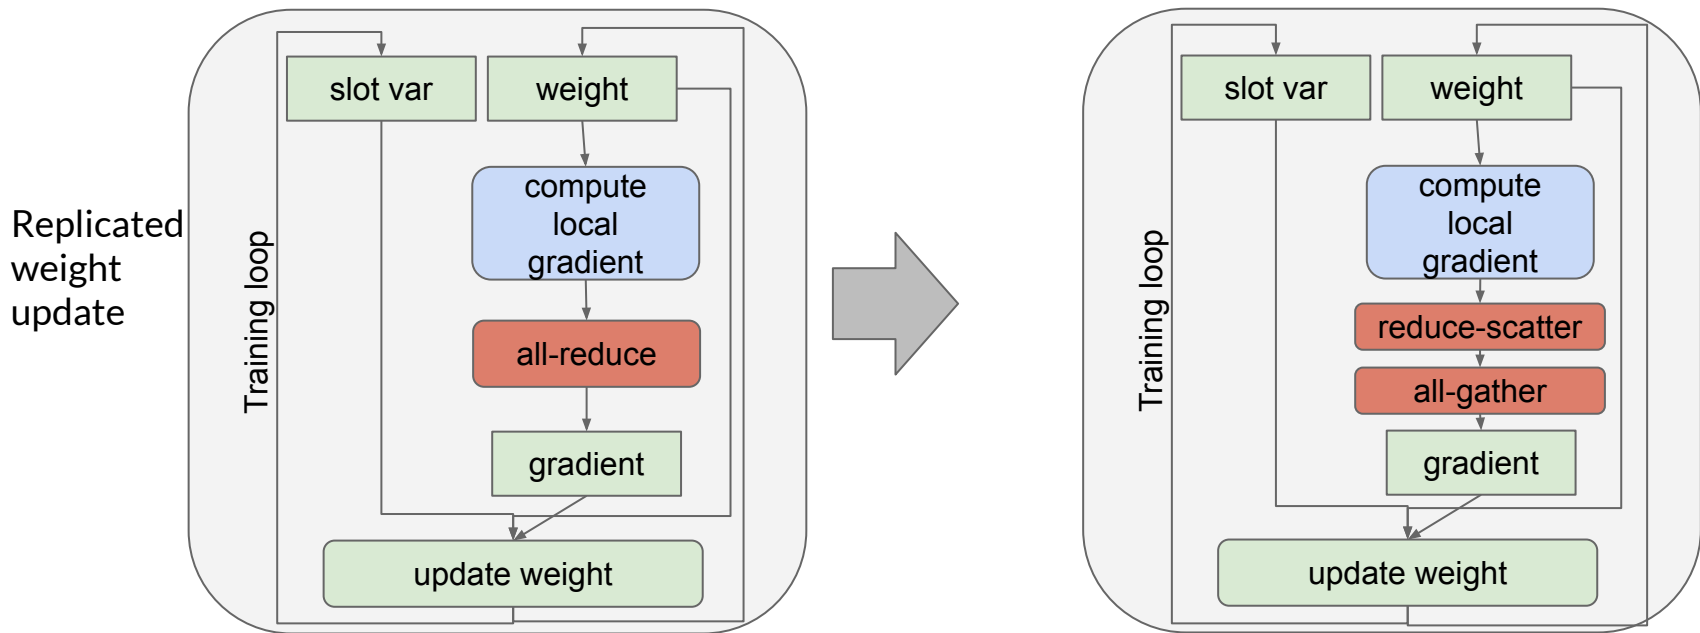 Replicated
weight
update
Training loop
slot var
weight
compute
local
gradient
all-reduce
gradient
update weight
Training loop
slot var
weight
compute
local
gradient
reduce-scatter
all-gather
gradient
update weight